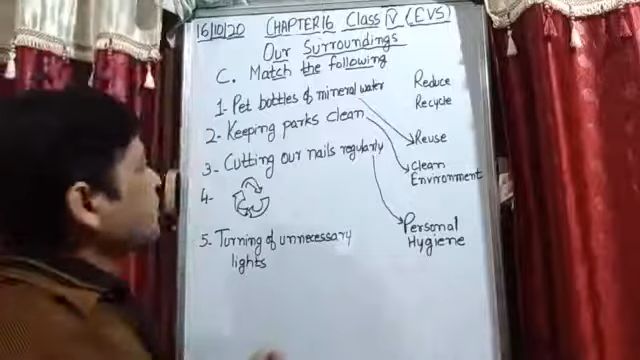 16/10/20 CHAPTER 16 Class V (EVS)
Our Surroundings
C. Match the following
1- Pet bottles of mineral water
Reduce
Recycle
2- Keeping parks clean
Reuse
3- Cutting our nails regularly
Clean
Environment
4-
Personal
Hygiene
5. Turning of unnecessary
lights